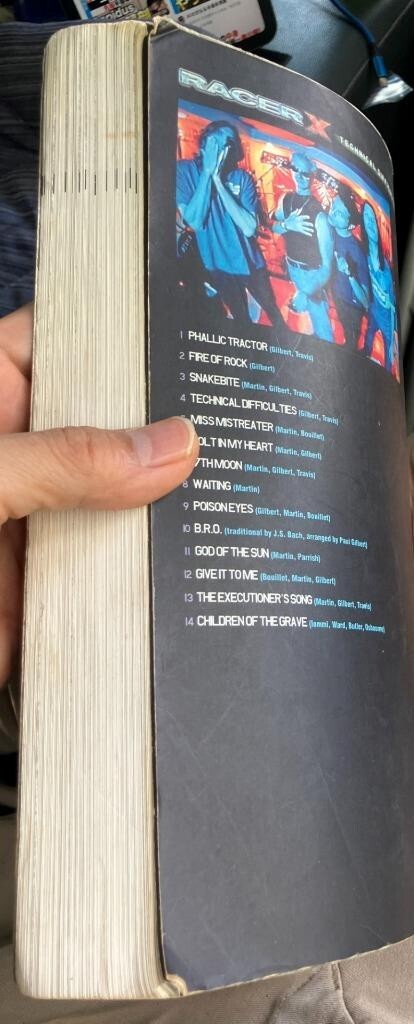 RACER X
TECHNICAL
1 PHALLIC TRACTOR (Gilbert, Travis)
2 FIRE OF ROCK (Gilbert)
3 SNAKEBITE (Martin, Gilbert, Travis)
4 TECHNICAL DIFFICULTIES (Gilbert, Travis)
MISS MISTREATER (Martin, Bouillet)
OLT IN MY HEART (Martin, Gilbert)
7TH MOON (Martin, Gilbert, Travis)
8 WAITING (Martin)
9 POISON EYES (Gilbert, Martin, Bouillet)
10 B.R.O. (traditional by J.S. Bach, arranged by Paul Gilbert)
11 GOD OF THE SUN (Martin, Parrish)
12 GIVE IT TO ME (Bouillet, Martin, Gilbert)
13 THE EXECUTIONER'S SONG (Martin, Gilbert, Travis)
14 CHILDREN OF THE GRAVE (Iommi, Ward, Butler, Osbourne)